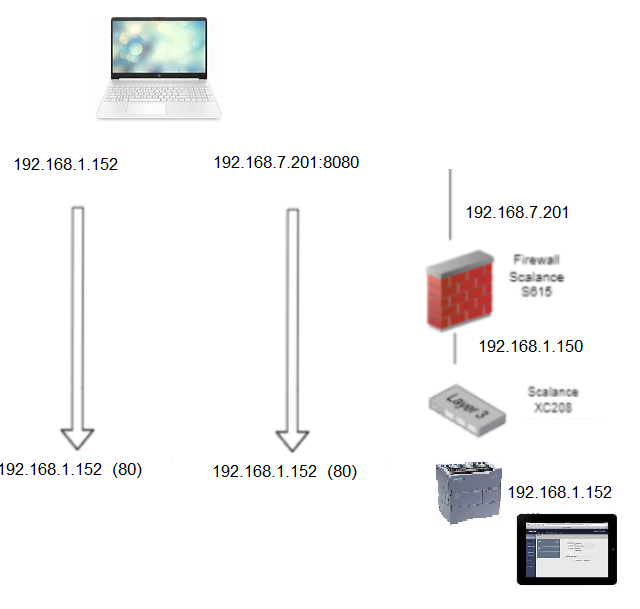 192.168.1.152
192.168.7.201:8080
192.168.7.201
Firewall
Scalance
S615
192.168.1.150
Layer 3
Scalance
XC208
192.168.1.152 (80)
192.168.1.152 (80)
192.168.1.152